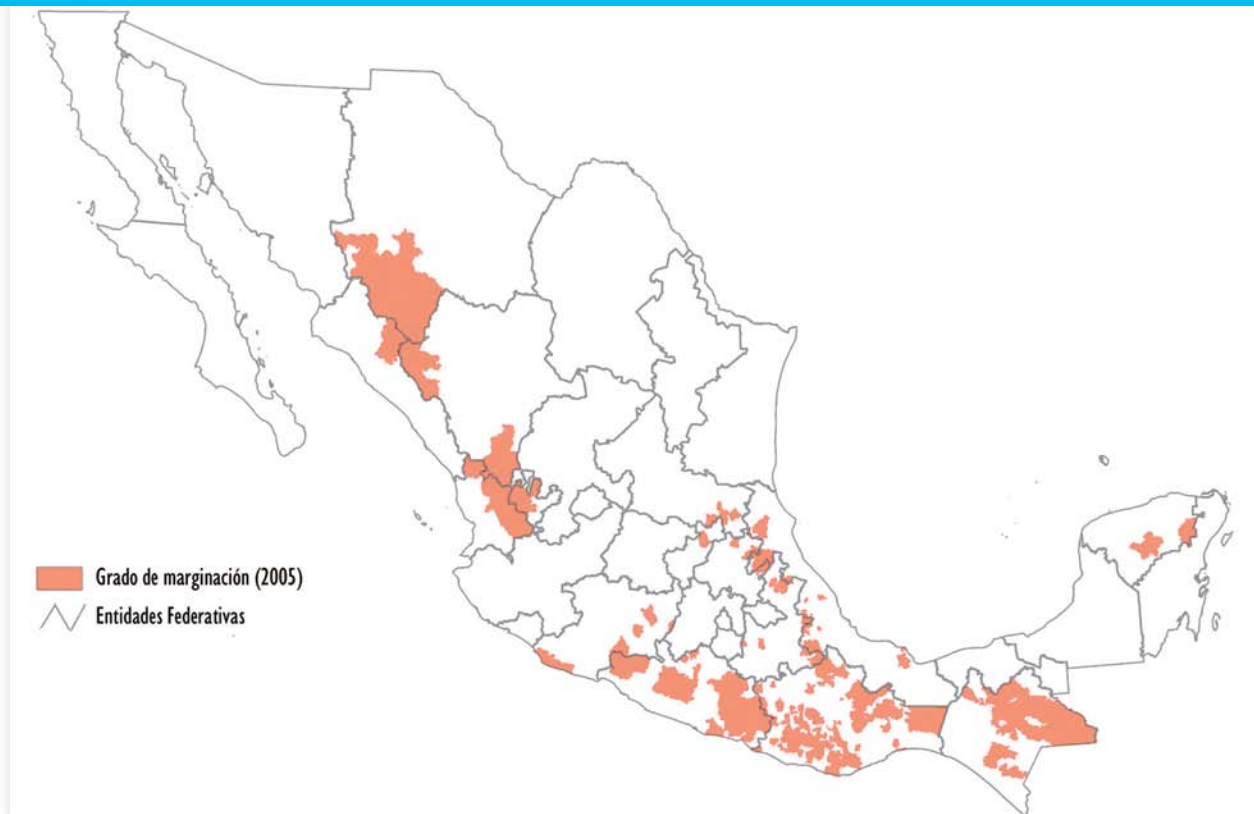 Grado de marginación (2005)
Entidades Federativas